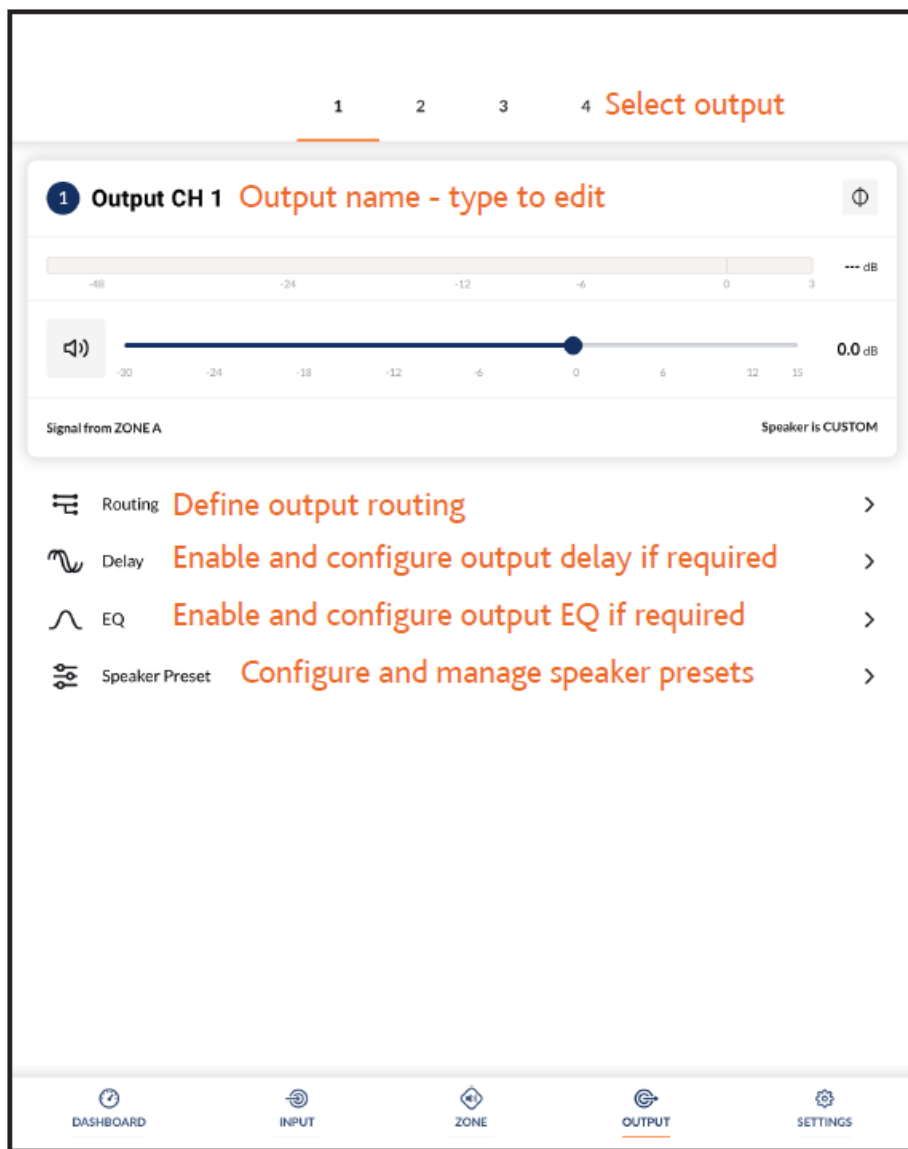 1 2 3 4 Select output
1 Output CH 1 Output name - type to edit
--- dB
-48 -24 -12 -6 0 3
0.0 dB
-30 -24 -18 -12 -6 0 6 12 15
Signal from ZONE A Speaker is CUSTOM
Routing Define output routing
Delay Enable and configure output delay if required
EQ Enable and configure output EQ if required
Speaker Preset Configure and manage speaker presets
DASHBOARD INPUT ZONE OUTPUT SETTINGS